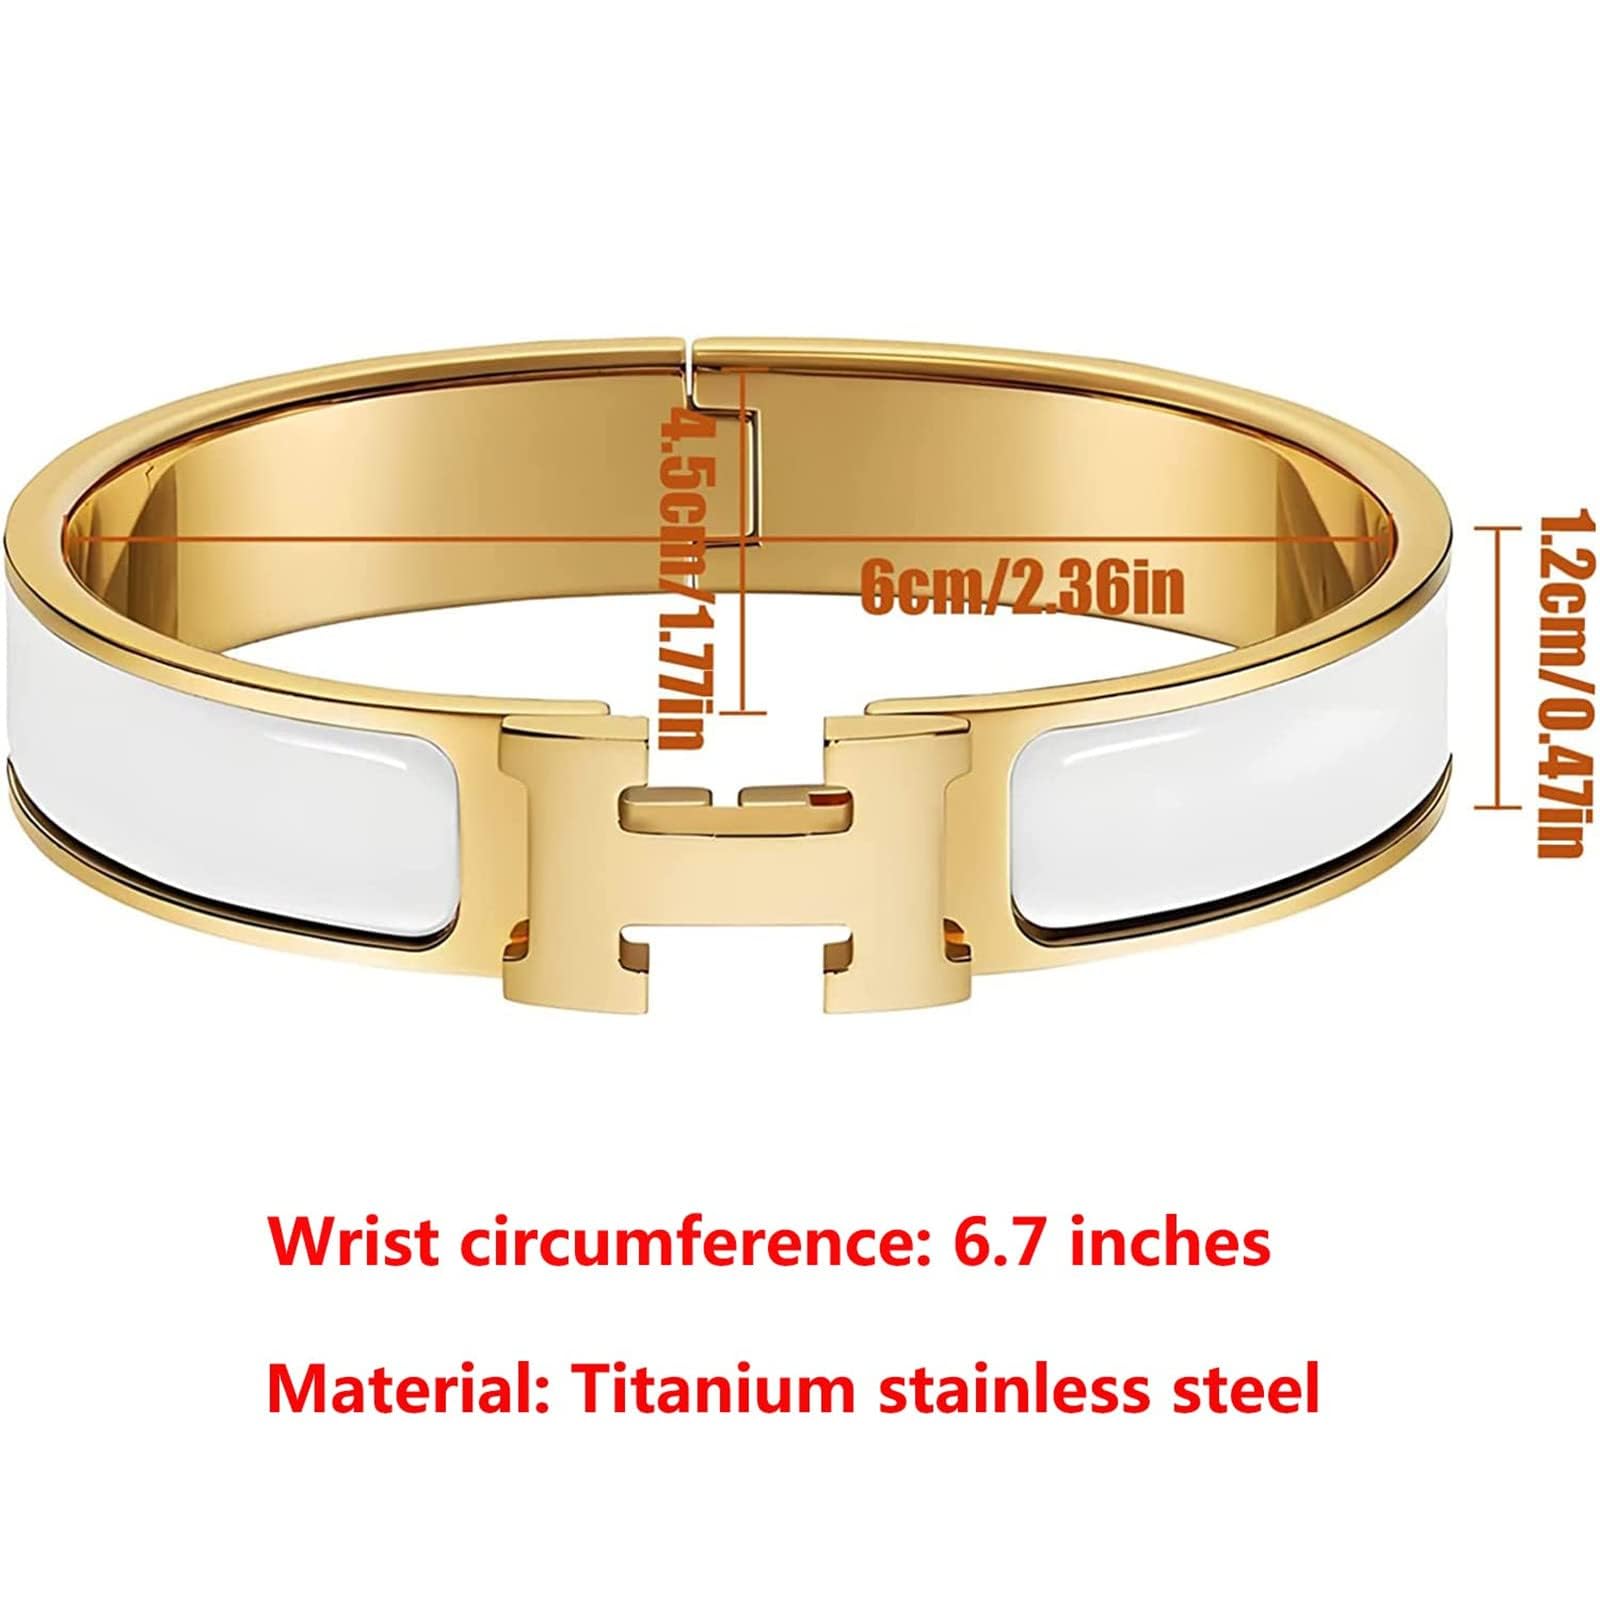 4.5cm/1.77in
6cm/2.36in
1.2cm/0.47in
Wrist circumference: 6.7 inches
Material: Titanium stainless steel